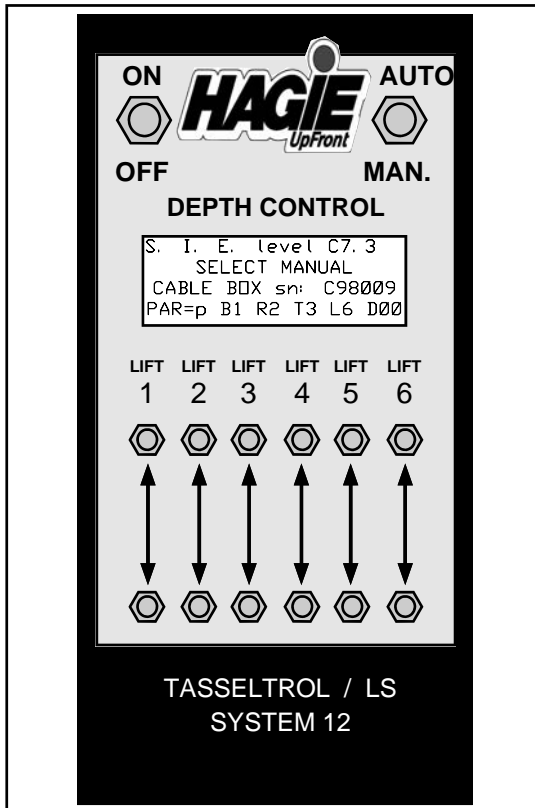 ON HAGIE AUTO
UpFront
OFF MAN.
DEPTH CONTROL
S. I. E. level C7.3
SELECT MANUAL
CABLE BOX sn: C98009
PAR=p B1 R2 T3 L6 D00
LIFT LIFT LIFT LIFT LIFT LIFT
1 2 3 4 5 6
TASSELTROL / LS
SYSTEM 12